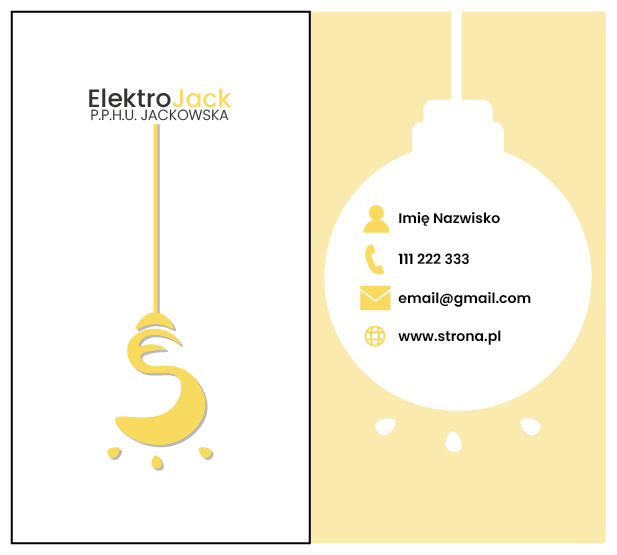 ElektroJack
P.P.H.U. JACKOWSKA
Imię Nazwisko
111 222 333
email@gmail.com
www.strona.pl